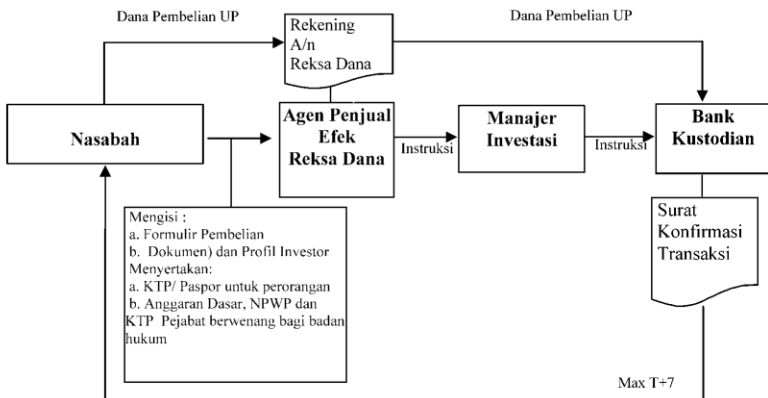 Dana Pembelian UP
Dana Pembelian UP
Rekening
A/n
Reksa Dana
Nasabah
Agen Penjual
Efek
Reksa Dana
Instruksi
Manajer
Investasi
Instruksi
Bank
Kustodian
Mengisi :
a. Formulir Pembelian
b. Dokumen) dan Profil Investor
Menyertakan:
a. KTP/ Paspor untuk perorangan
b. Anggaran Dasar, NPWP dan
KTP Pejabat berwenang bagi badan
hukum
Surat
Konfirmasi
Transaksi
Max T+7